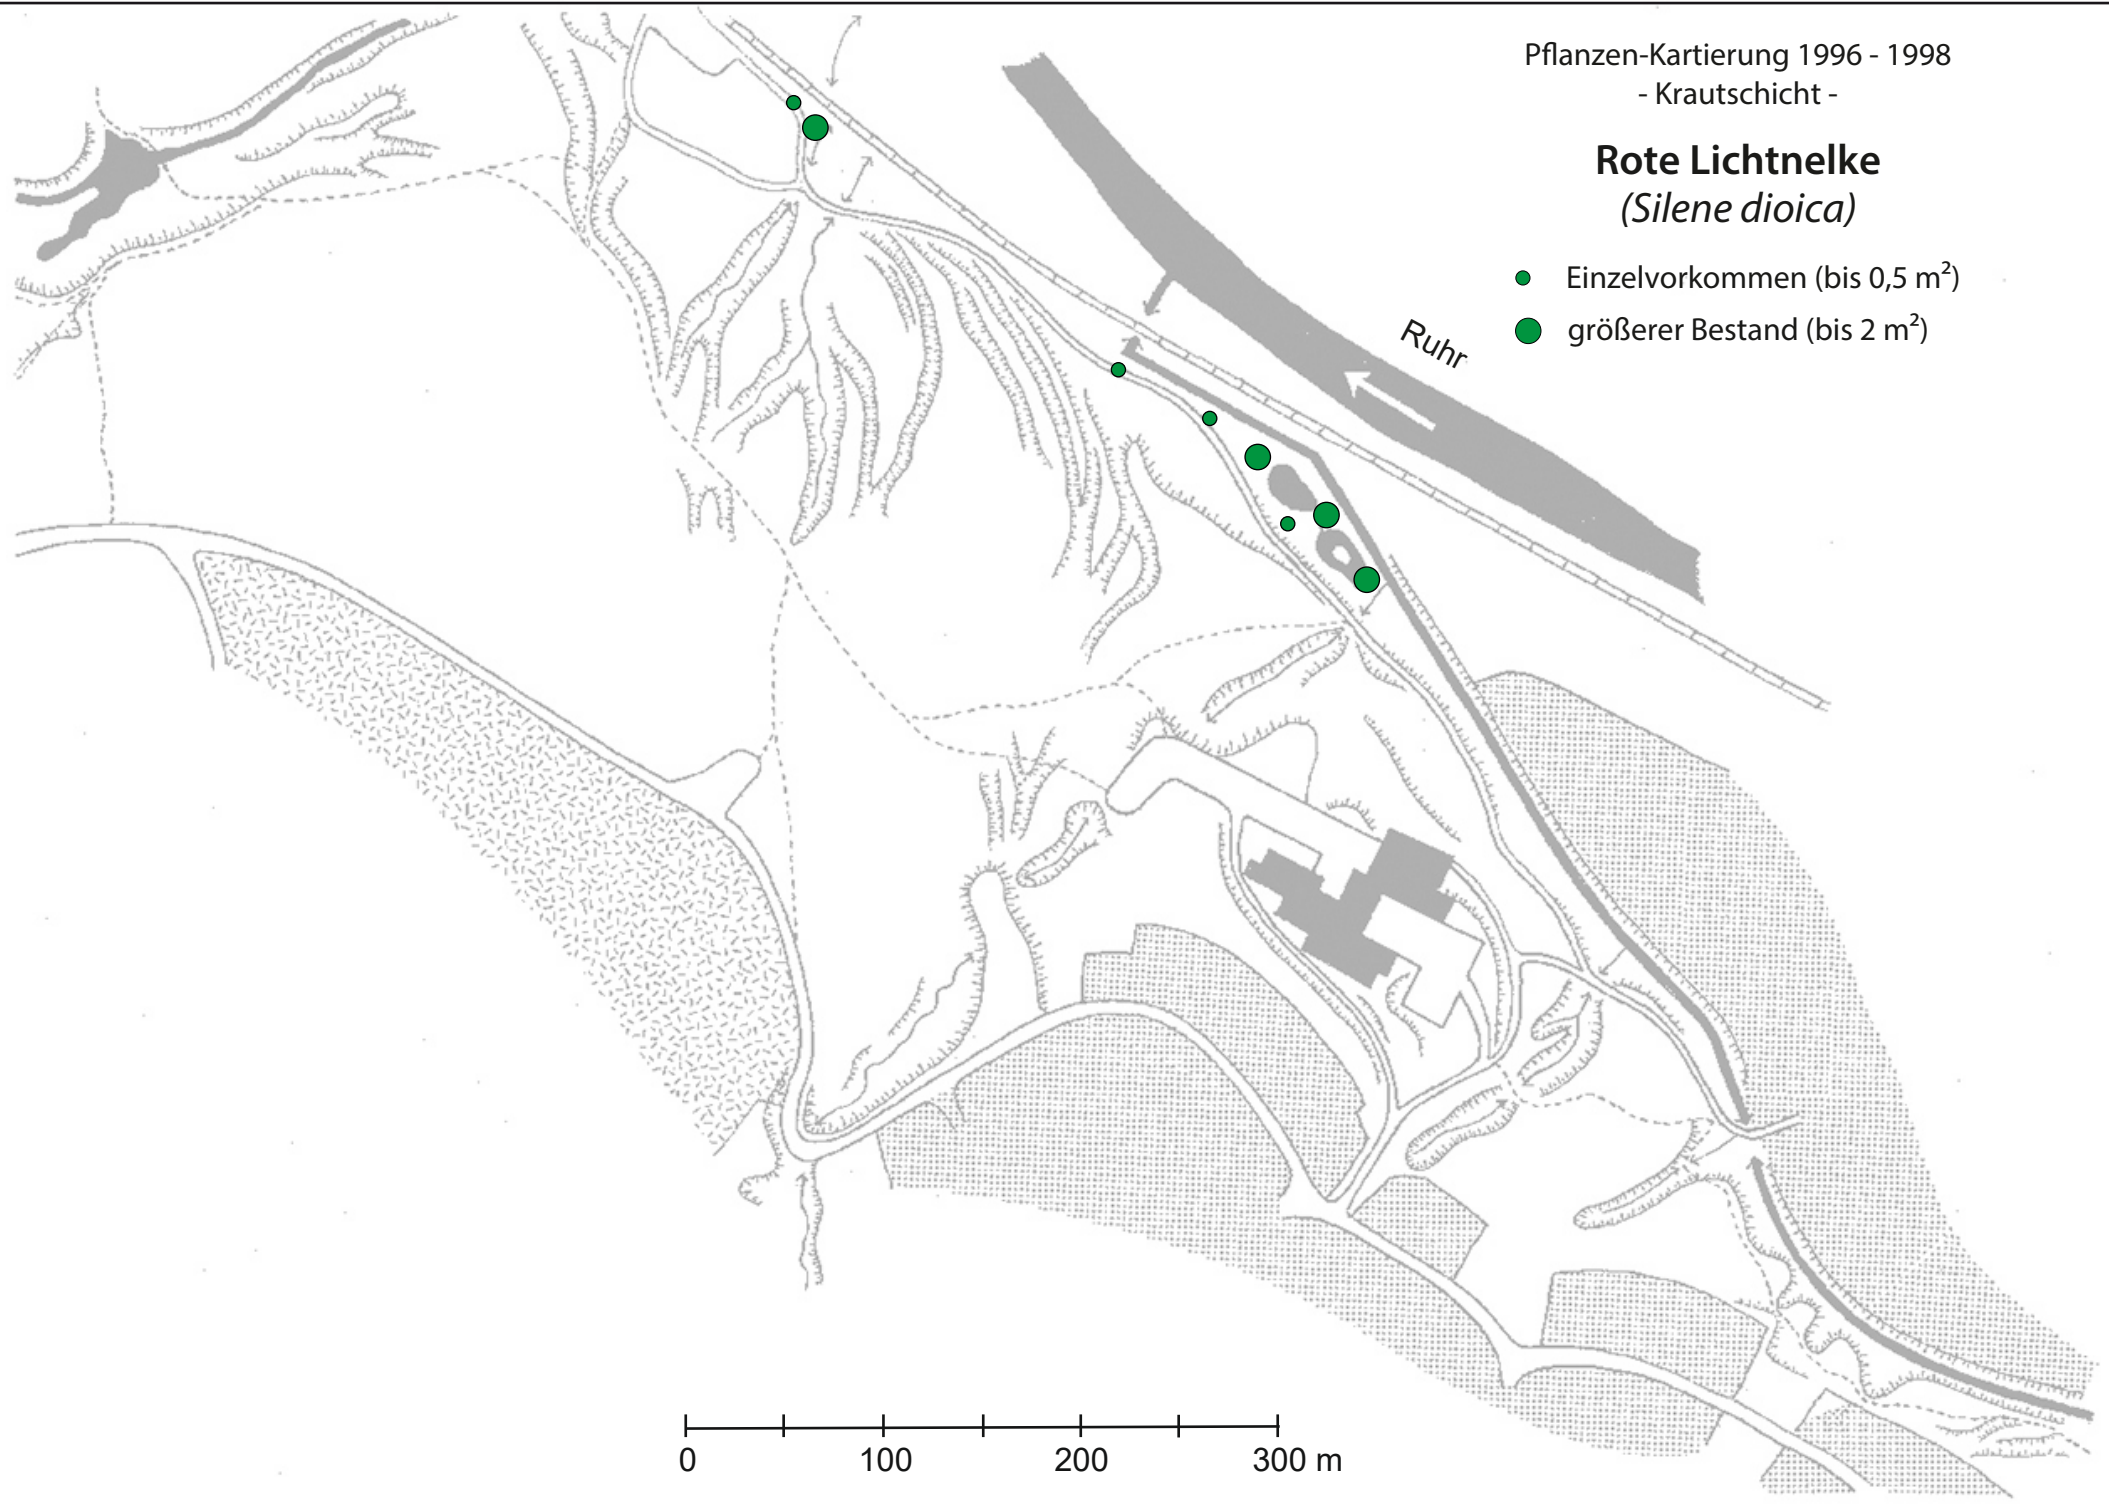 Pflanzen-Kartierung 1996 - 1998
- Krautschicht -
Rote Lichtnelke
(Silene dioica)
Einzelvorkommen (bis 0,5 m²)
größerer Bestand (bis 2 m²)
Ruhr
0 100 200 300 m